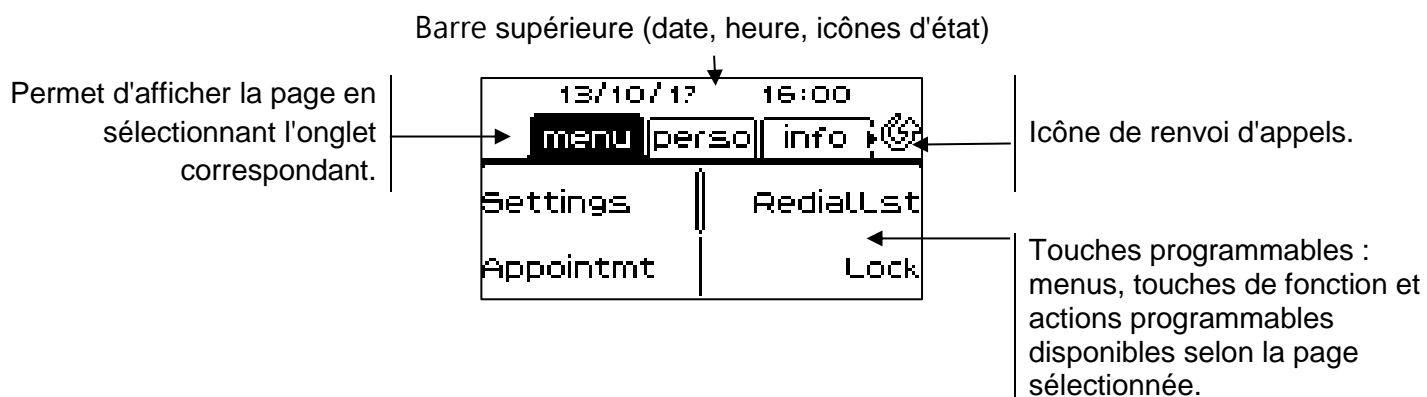 Barre supérieure (date, heure, icônes d'état)
Permet d'afficher la page en
sélectionnant l'onglet
correspondant.
13/10/17 16:00
menu perso info
Settings RedialLst
Appointmt Lock
Icône de renvoi d'appels.
Touches programmables :
menus, touches de fonction et
actions programmables
disponibles selon la page
sélectionnée.